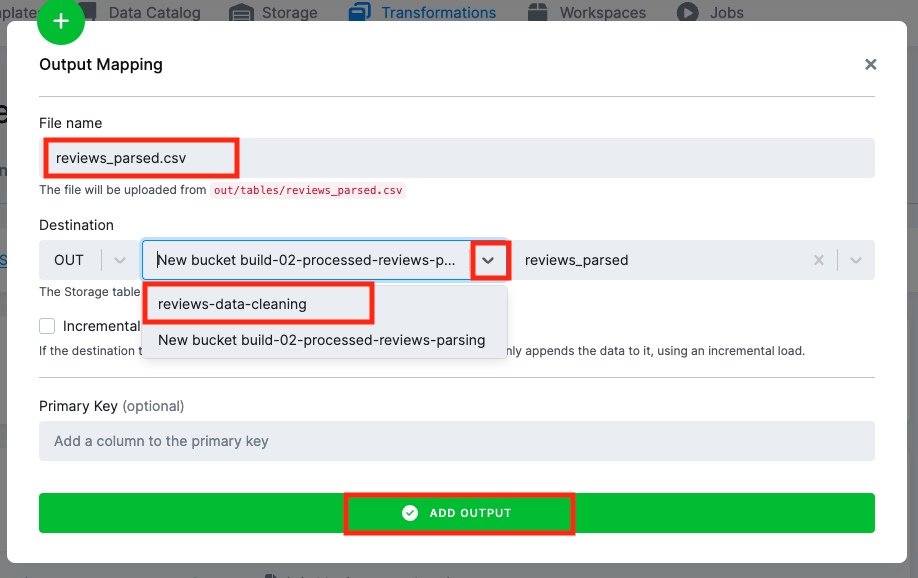 Data Catalog
Storage
Transformations
Workspaces
Jobs
Output Mapping
File name
reviews_parsed.csv
The file will be uploaded from out/tables/reviews_parsed.csv
Destination
OUT
New bucket build-02-processed-reviews-p...
reviews_parsed
The Storage table
reviews-data-cleaning
New bucket build-02-processed-reviews-parsing
Incremental
If the destination nly appends the data to it, using an incremental load.
Primary Key (optional)
Add a column to the primary key
ADD OUTPUT